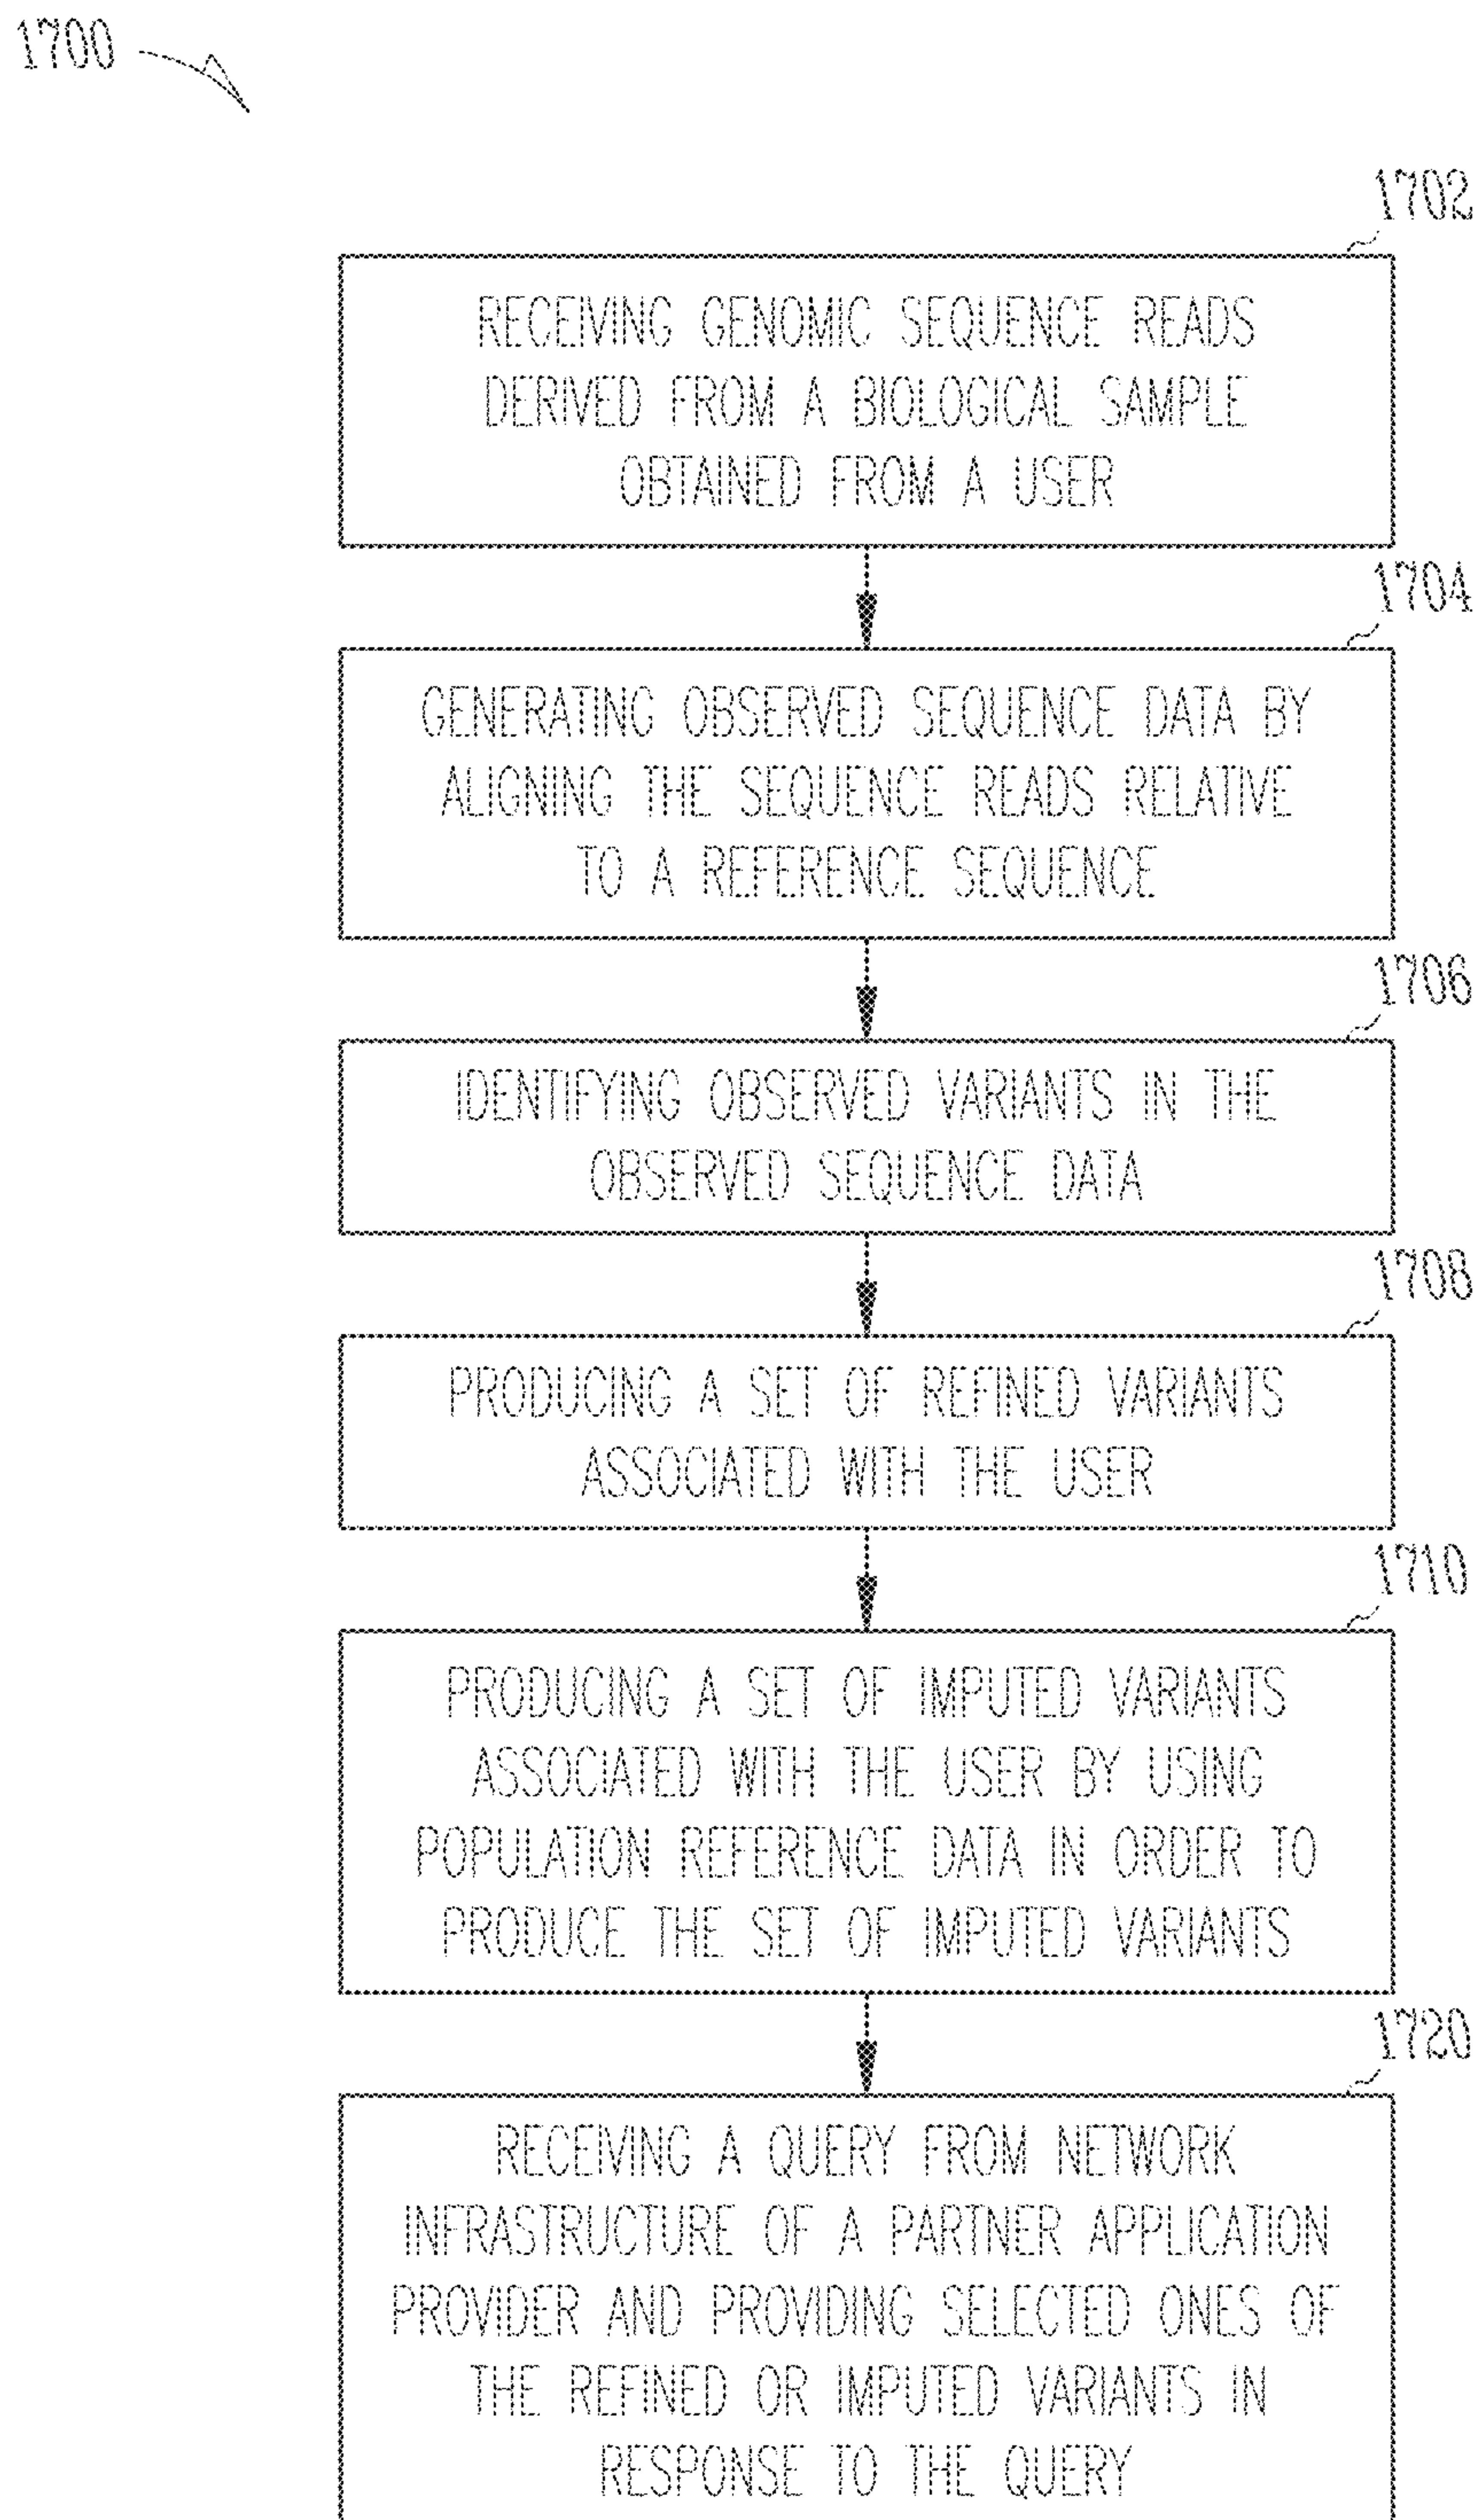 1700
1702
RECEIVING GENOMIC SEQUENCE READS
DERIVED FROM A BIOLOGICAL SAMPLE
OBTAINED FROM A USER
1704
GENERATING OBSERVED SEQUENCE DATA BY
ALIGNING THE SEQUENCE READS RELATIVE
TO A REFERENCE SEQUENCE
1706
IDENTIFYING OBSERVED VARIANTS IN THE
OBSERVED SEQUENCE DATA
1708
PRODUCING A SET OF REFINED VARIANTS
ASSOCIATED WITH THE USER
1710
PRODUCING A SET OF IMPUTED VARIANTS
ASSOCIATED WITH THE USER BY USING
POPULATION REFERENCE DATA IN ORDER TO
PRODUCE THE SET OF IMPUTED VARIANTS
1720
RECEIVING A QUERY FROM NETWORK
INFRASTRUCTURE OF A PARTNER APPLICATION
PROVIDER AND PROVIDING SELECTED ONES OF
THE REFINED OR IMPUTED VARIANTS IN
RESPONSE TO THE QUERY